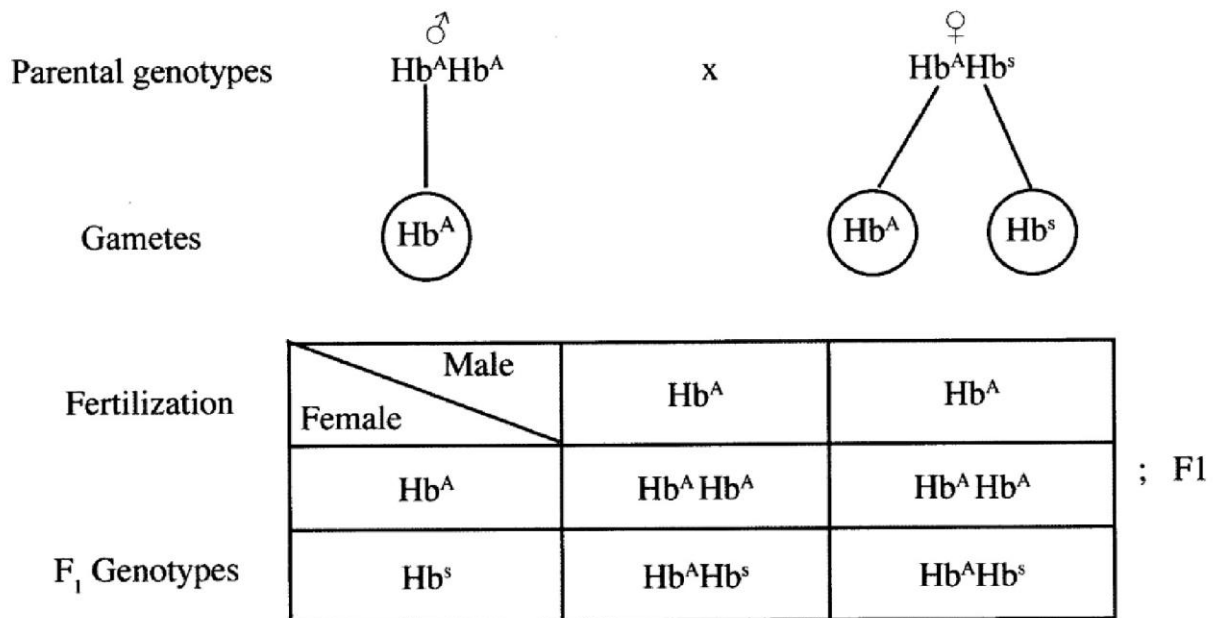 ♂ ♀
Parental genotypes HbᴬHbᴬ x HbᴬHbˢ
Gametes Hbᴬ Hbᴬ Hbˢ
Male
Fertilization Hbᴬ Hbᴬ
Female
Hbᴬ Hbᴬ Hbᴬ Hbᴬ Hbᴬ ; F1
F₁ Genotypes Hbˢ HbᴬHbˢ HbᴬHbˢ